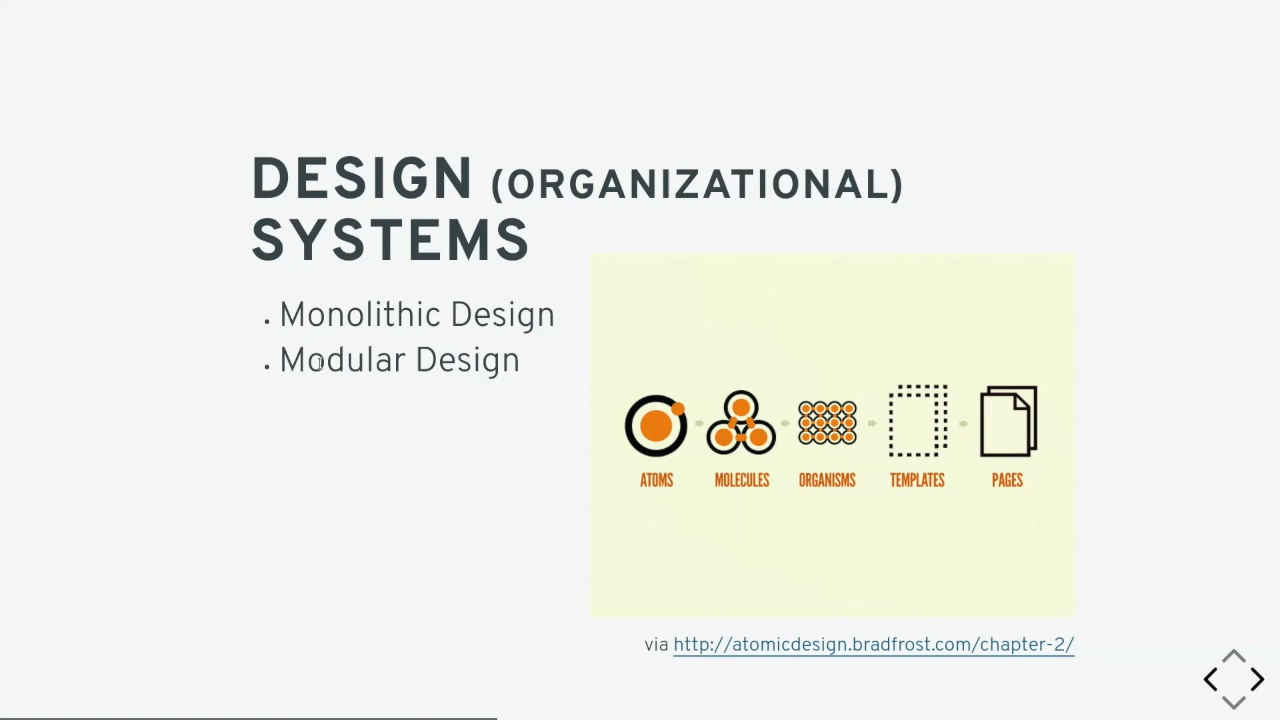 DESIGN (ORGANIZATIONAL)
SYSTEMS
• Monolithic Design
• Modular Design
ATOMS MOLECULES ORGANISMS TEMPLATES PAGES
via http://atomicdesign.bradfrost.com/chapter-2/